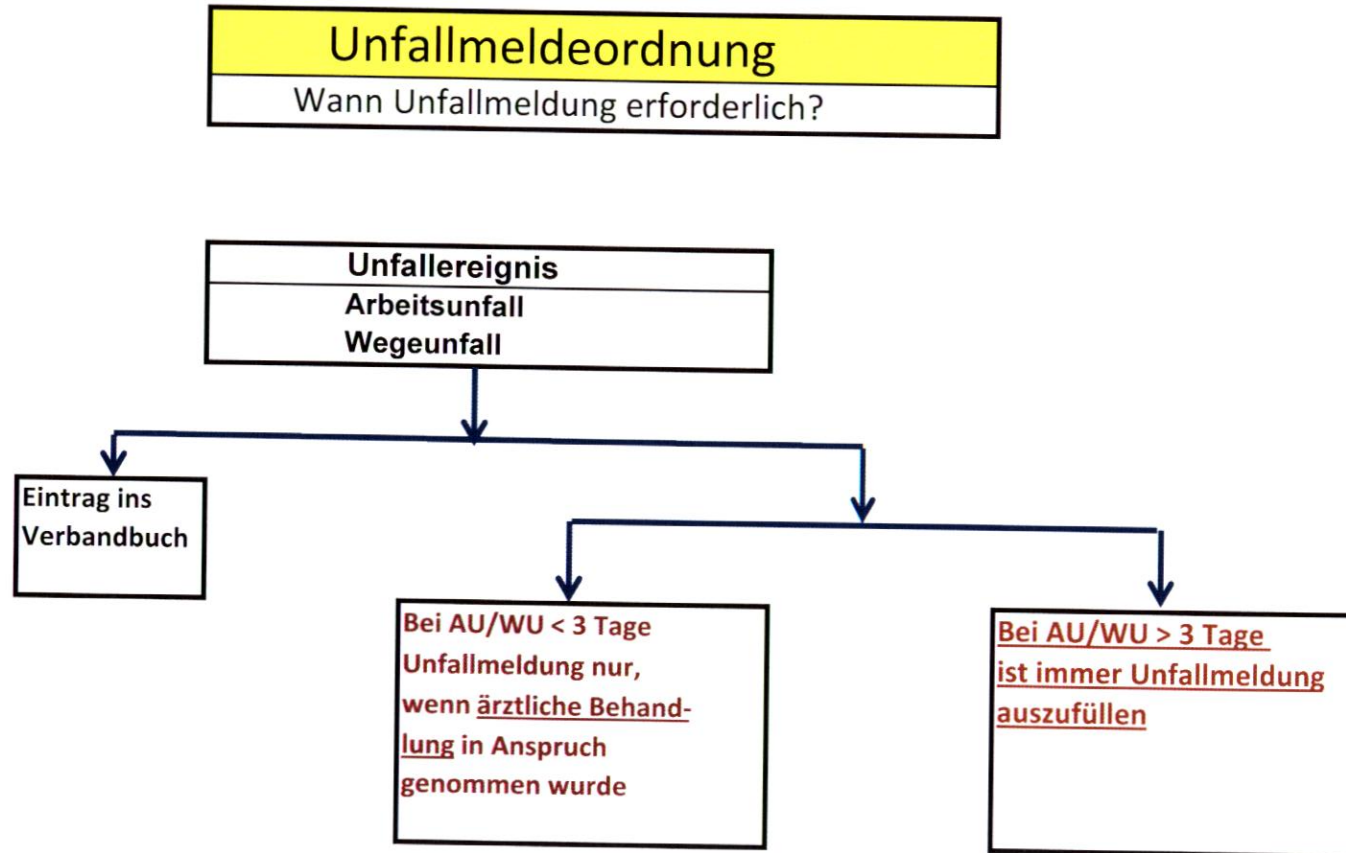 Unfallmeldeordnung
Wann Unfallmeldung erforderlich?
Unfallereignis
Arbeitsunfall
Wegeunfall
Eintrag ins
Verbandbuch
Bei AU/WU < 3 Tage
Unfallmeldung nur,
wenn ärztliche Behand-
lung in Anspruch
genommen wurde
Bei AU/WU > 3 Tage
ist immer Unfallmeldung
auszufüllen